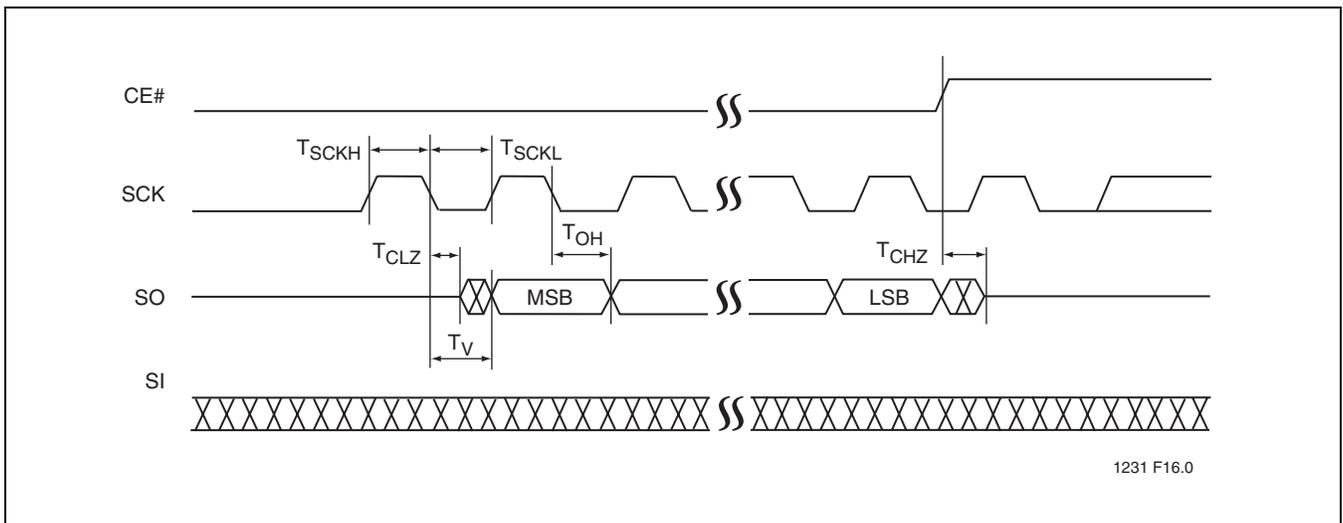 CE#
TSCKH
TSCKL
SCK
TOH
TCLZ
TCHZ
SO
MSB
LSB
TV
SI
1231 F16.0